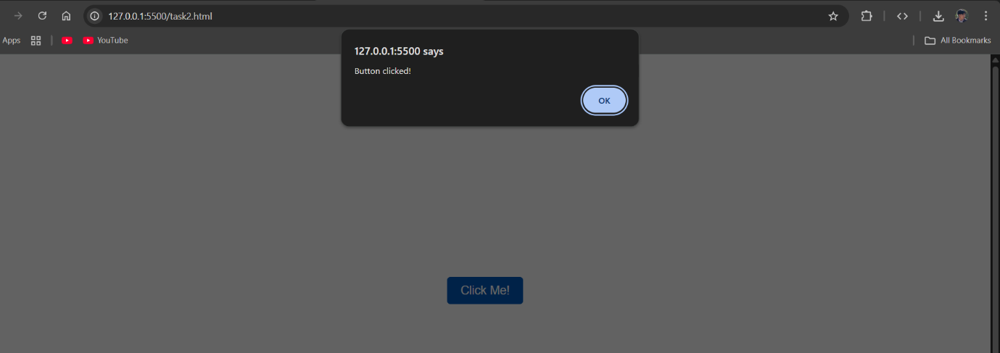 127.0.0.1:5500/task2.html
Apps
YouTube
All Bookmarks
127.0.0.1:5500 says
Button clicked!
OK
Click Me!